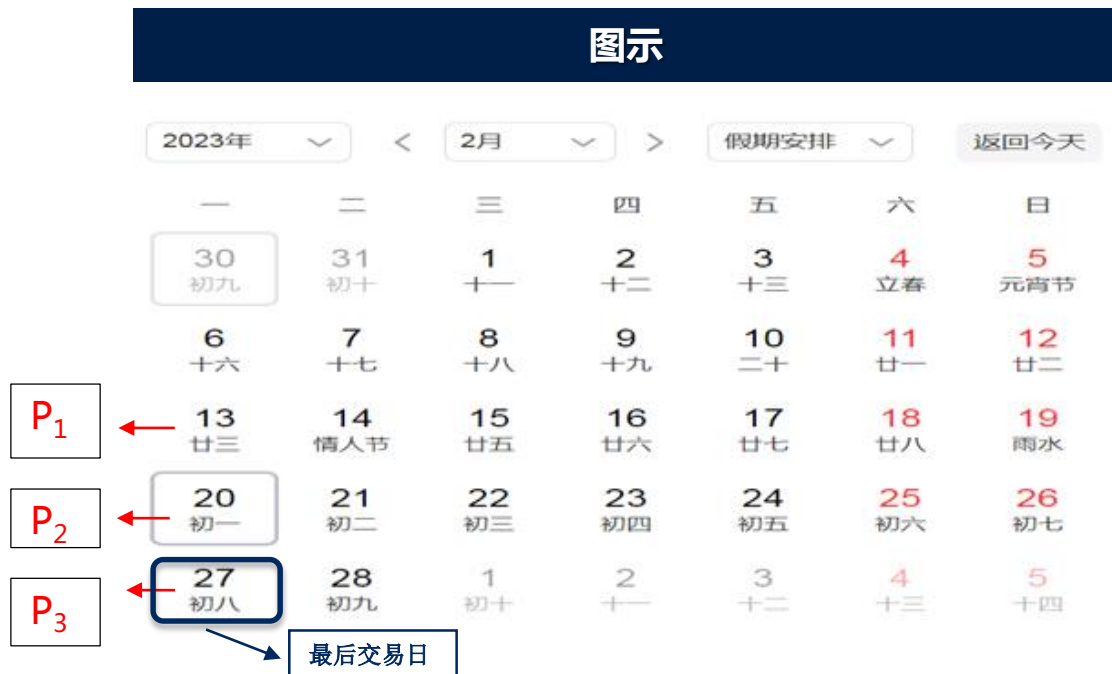 图示
2023年 < 2月 > 假期安排 返回今天
一 二 三 四 五 六 日
30 31 1 2 3 4 5
初九 初十 十一 十二 十三 立春 元宵节
6 7 8 9 10 11 12
十六 十七 十八 十九 二十 廿一 廿二
P₁ 13 14 15 16 17 18 19
廿三 情人节 廿五 廿六 廿七 廿八 雨水
P₂ 20 21 22 23 24 25 26
初一 初二 初三 初四 初五 初六 初七
P₃ 27 28 1 2 3 4 5
初八 初九 初十 十一 十二 十三 十四
最后交易日